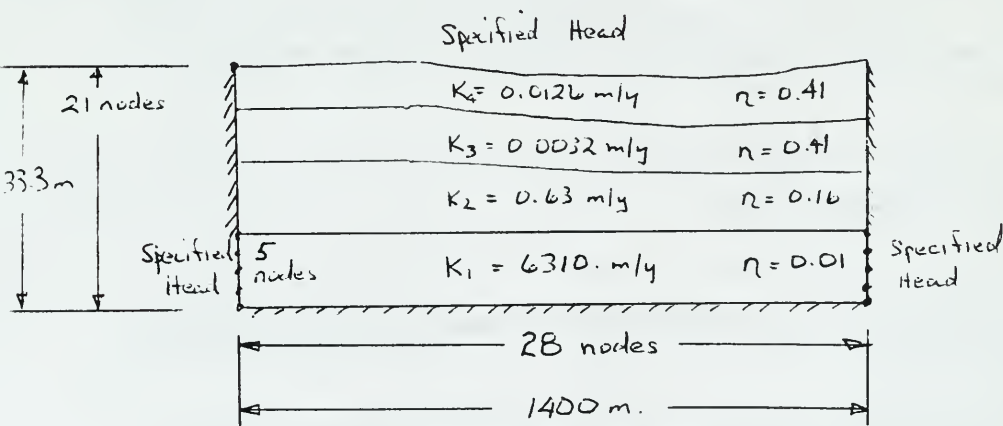 Specified Head
K4 = 0.0126 m/y n = 0.41
21 nodes
K3 = 0.0032 m/y n = 0.41
33.3 m
K2 = 0.63 m/y n = 0.16
Specified Head
5 nodes
K1 = 6310. m/y n = 0.01
Specified Head
28 nodes
1400 m.